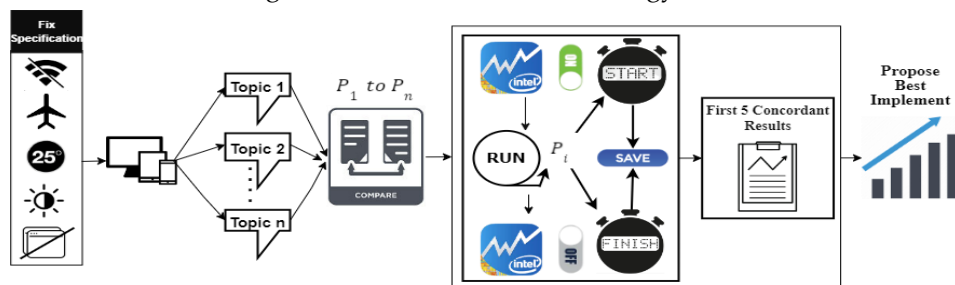 Fix
Specification
25°
Topic 1
Topic 2
Topic n
P1 to Pn
COMPARE
intel
ON
START
RUN
Pi
SAVE
intel
OFF
FINISH
First 5 Concordant
Results
Propose
Best
Implement